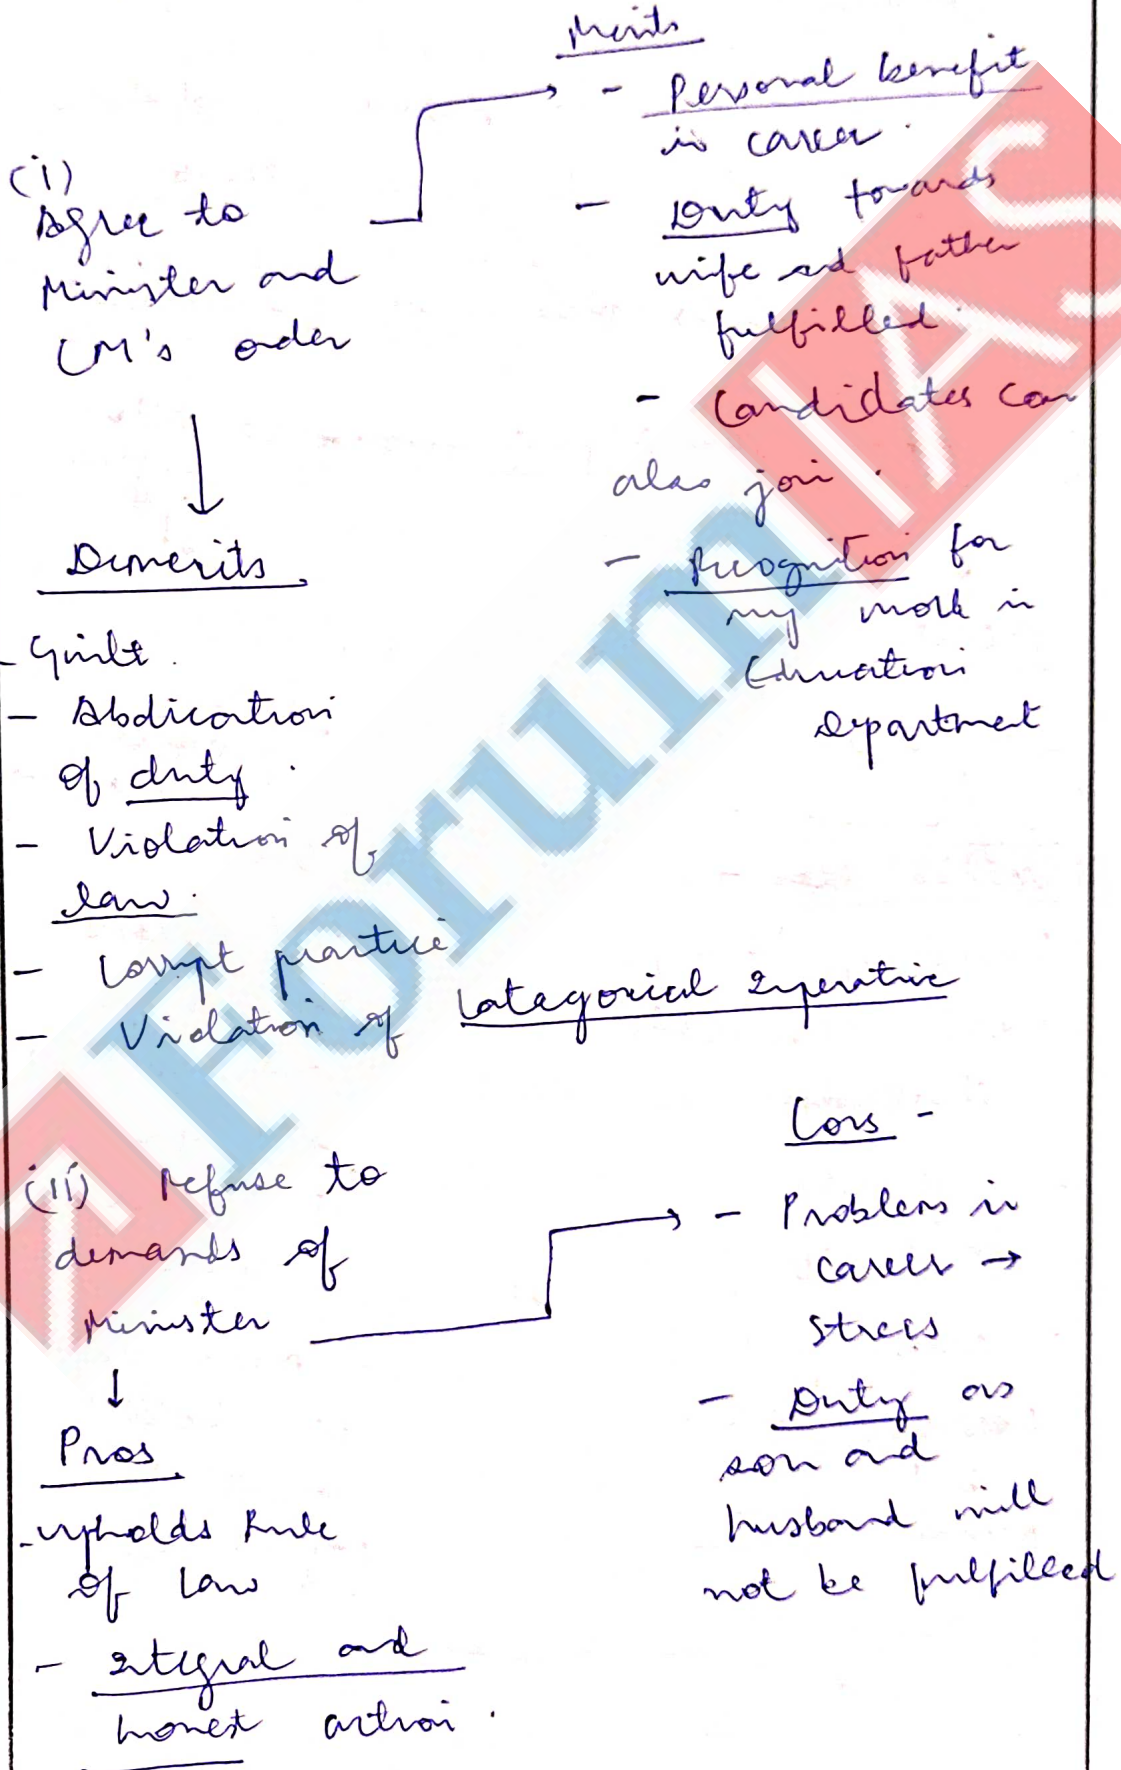 Merits
- Personal benefit
in career.
- Duty towards
wife and father
fulfilled.
- Candidates can
also join.
- Recognition for
my work in
Education
department
(i)
Agree to
Minister and
CM's order
Demerits
- Guilt.
- Abdication
of duty.
- Violation of
law.
- Corrupt practice
- Violation of Categorical Imperative
(ii) Refuse to
demands of
Minister
Cons -
- Problems in
career →
stress
- Duty as
son and
husband will
not be fulfilled
Pros
- upholds Rule
of law
- Integral and
honest action.
Forum IAS